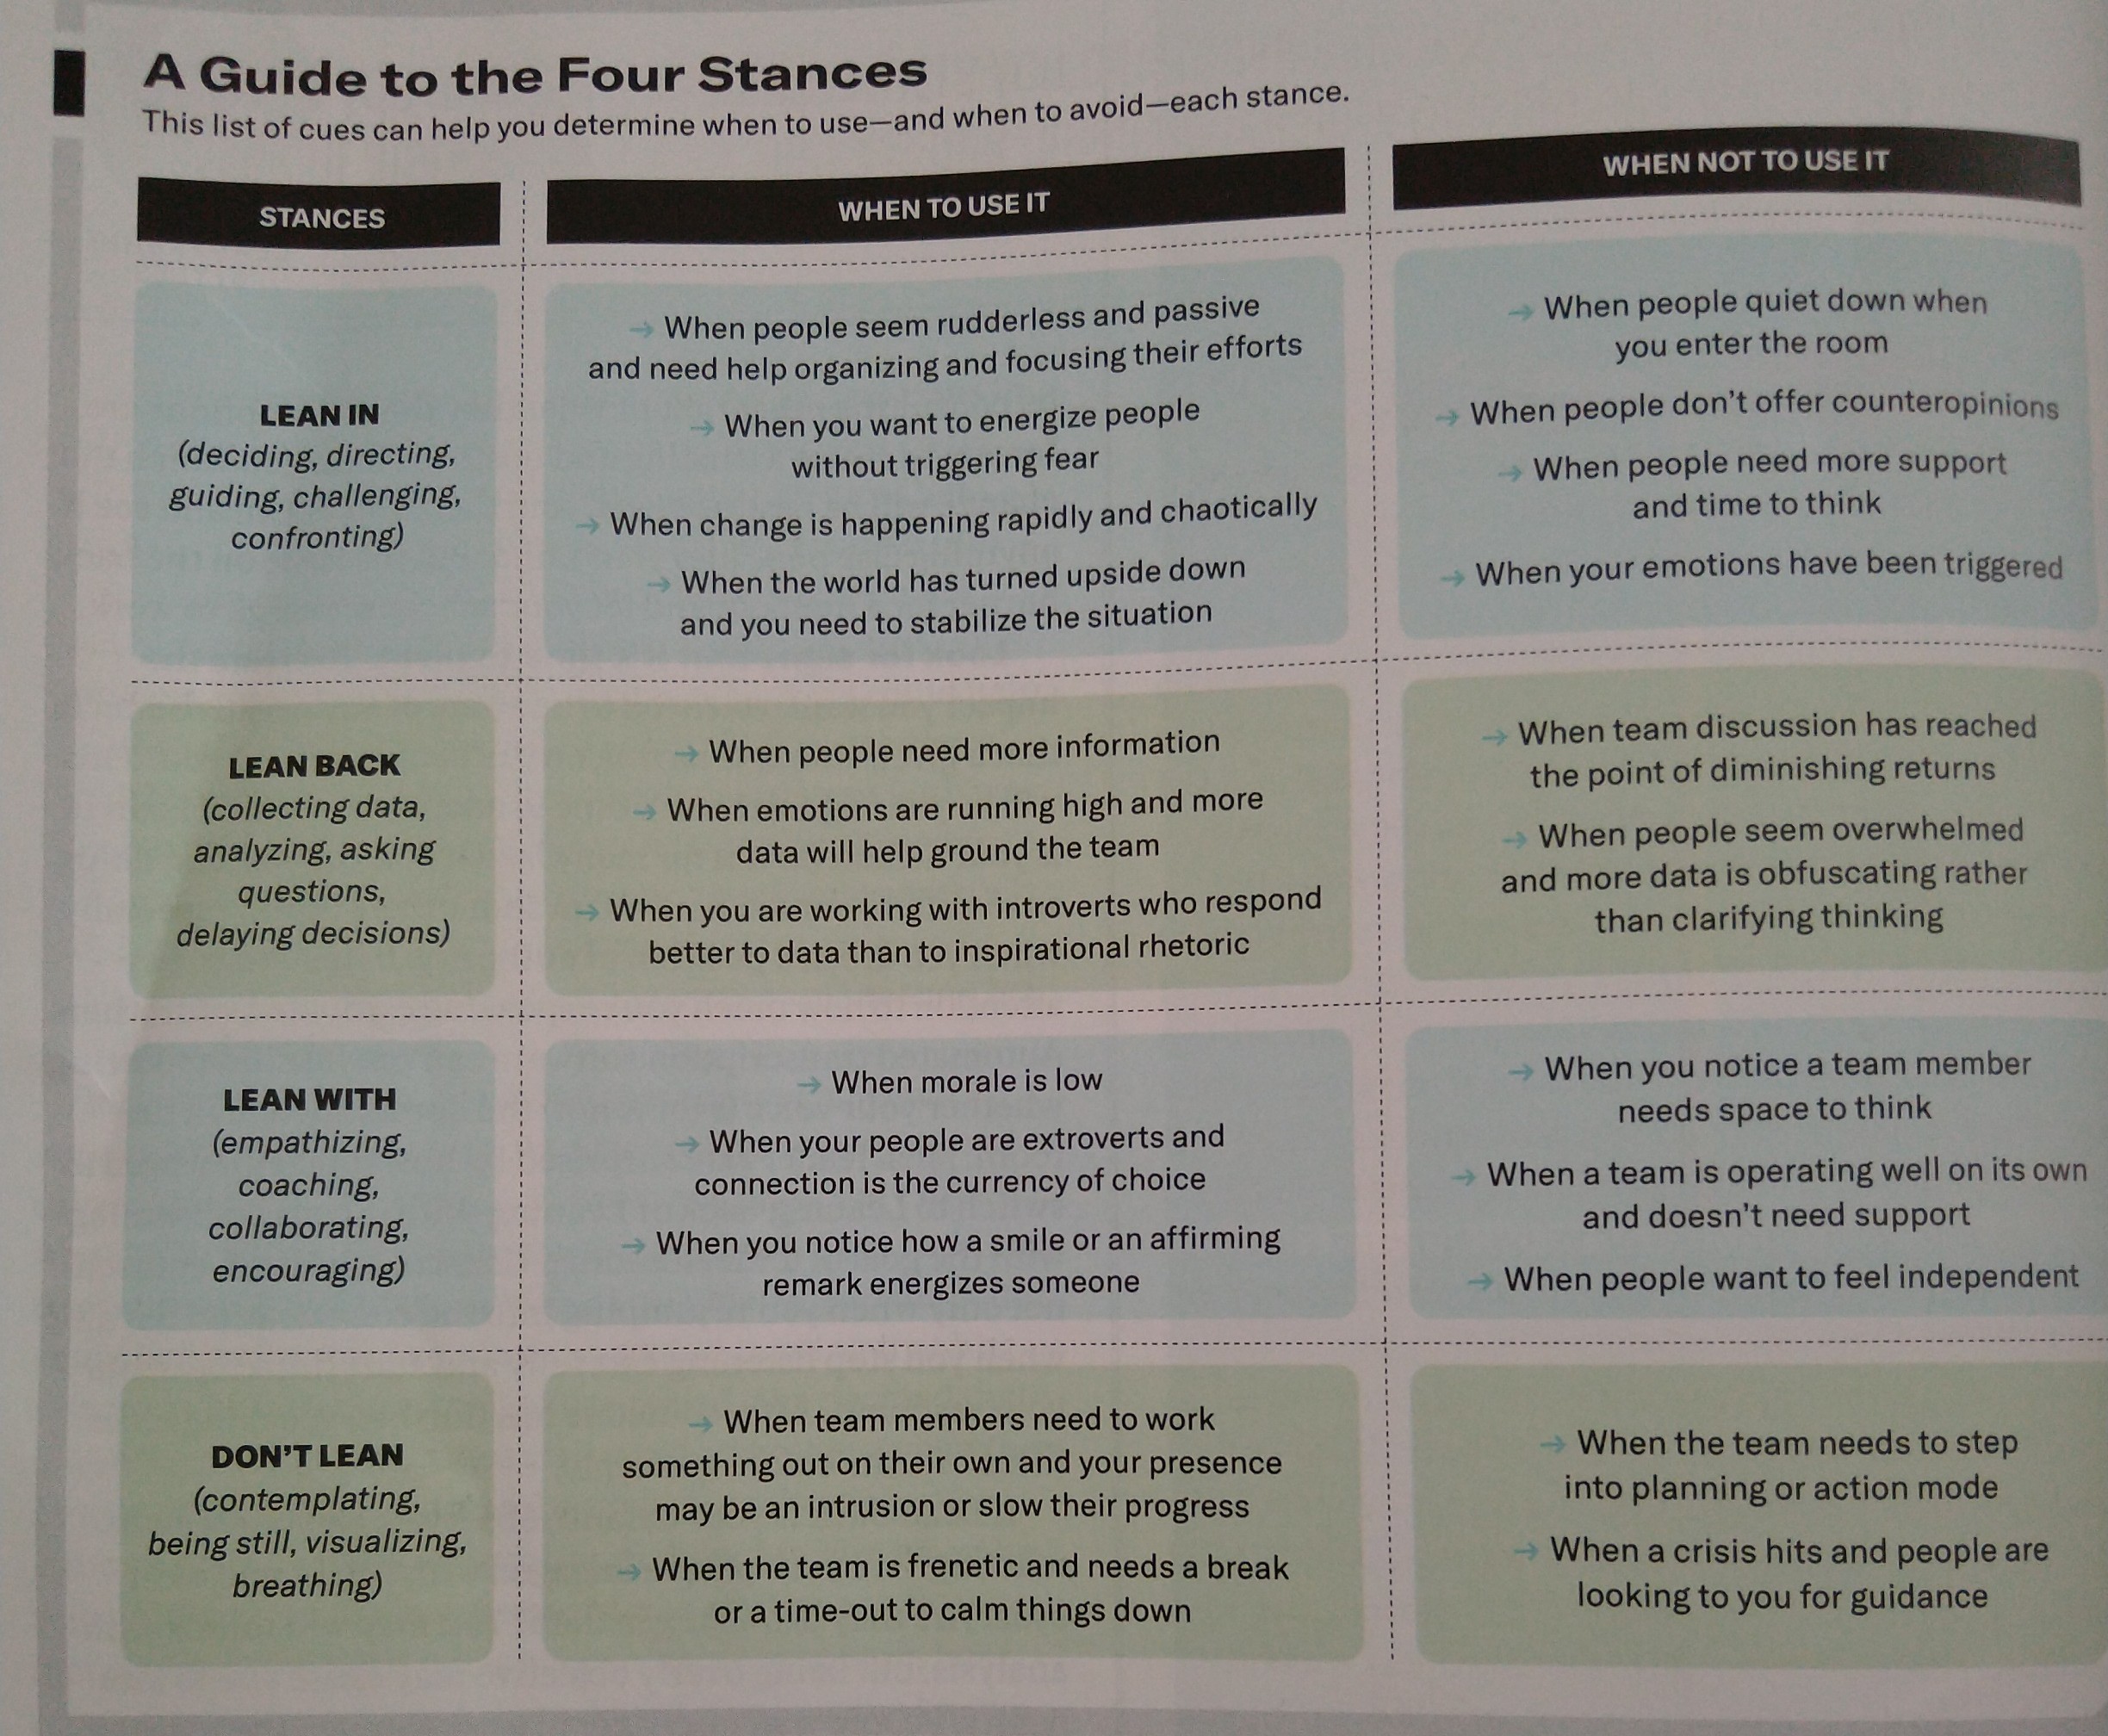 A Guide to the Four Stances
This list of cues can help you determine when to use—and when to avoid—each stance.
STANCES
WHEN TO USE IT
WHEN NOT TO USE IT
LEAN IN
(deciding, directing,
guiding, challenging,
confronting)
→ When people seem rudderless and passive
and need help organizing and focusing their efforts
→ When you want to energize people
without triggering fear
→ When change is happening rapidly and chaotically
→ When the world has turned upside down
and you need to stabilize the situation
→ When people quiet down when
you enter the room
→ When people don't offer counteropinions
→ When people need more support
and time to think
→ When your emotions have been triggered
LEAN BACK
(collecting data,
analyzing, asking
questions,
delaying decisions)
→ When people need more information
→ When emotions are running high and more
data will help ground the team
→ When you are working with introverts who respond
better to data than to inspirational rhetoric
→ When team discussion has reached
the point of diminishing returns
→ When people seem overwhelmed
and more data is obfuscating rather
than clarifying thinking
LEAN WITH
(empathizing,
coaching,
collaborating,
encouraging)
→ When morale is low
→ When your people are extroverts and
connection is the currency of choice
→ When you notice how a smile or an affirming
remark energizes someone
→ When you notice a team member
needs space to think
→ When a team is operating well on its own
and doesn't need support
→ When people want to feel independent
DON'T LEAN
(contemplating,
being still, visualizing,
breathing)
→ When team members need to work
something out on their own and your presence
may be an intrusion or slow their progress
→ When the team is frenetic and needs a break
or a time-out to calm things down
→ When the team needs to step
into planning or action mode
→ When a crisis hits and people are
looking to you for guidance